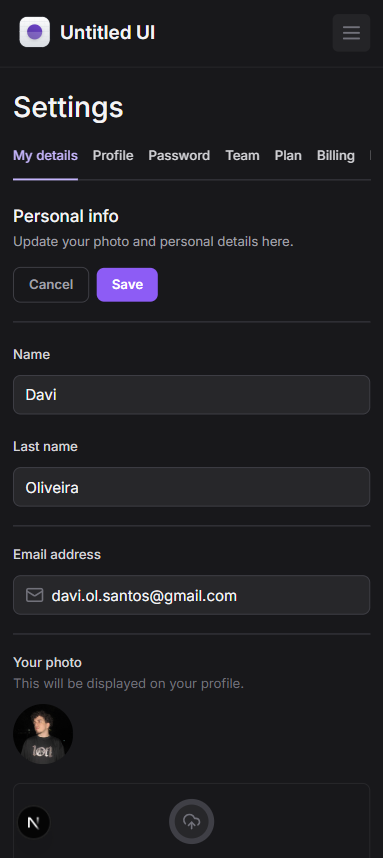 Untitled UI
Settings
My details Profile Password Team Plan Billing
Personal info
Update your photo and personal details here.
Cancel Save
Name
Davi
Last name
Oliveira
Email address
davi.ol.santos@gmail.com
Your photo
This will be displayed on your profile.
N